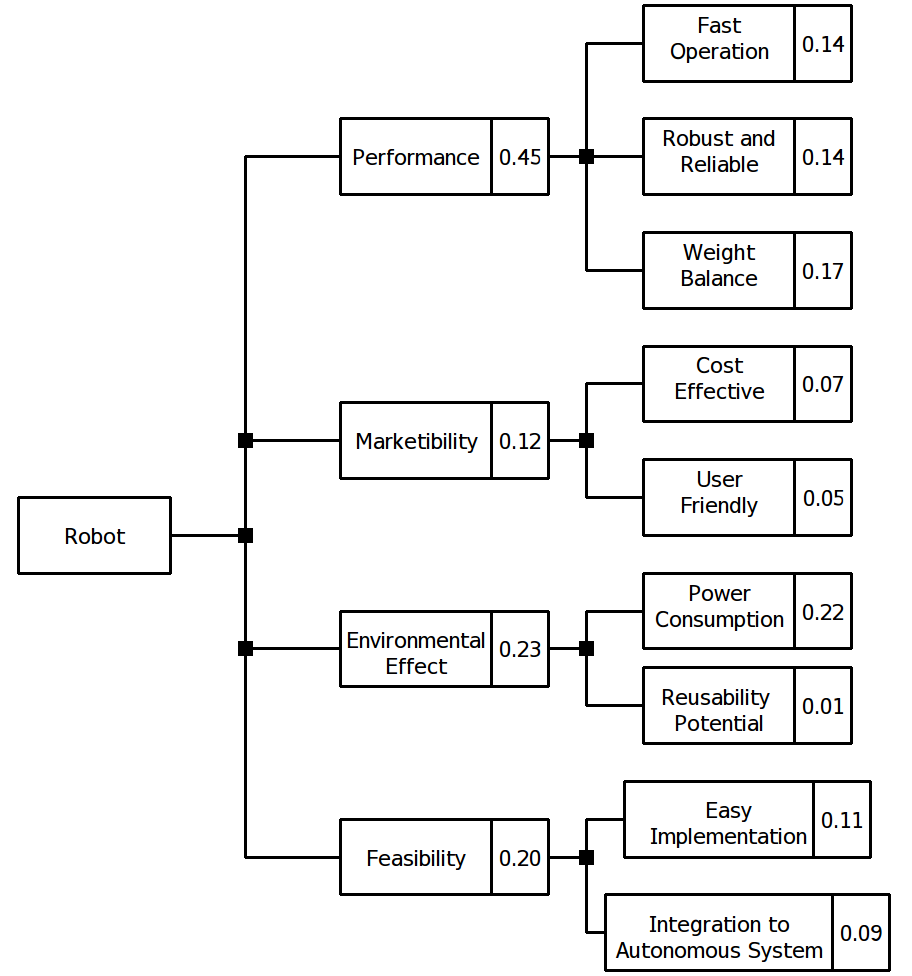 Fast
Operation
0.14
Performance
0.45
Robust and
Reliable
0.14
Weight
Balance
0.17
Cost
Effective
0.07
Marketibility
0.12
User
Friendly
0.05
Robot
Power
Consumption
0.22
Environmental
Effect
0.23
Reusability
Potential
0.01
Easy
Implementation
0.11
Feasibility
0.20
Integration to
Autonomous System
0.09